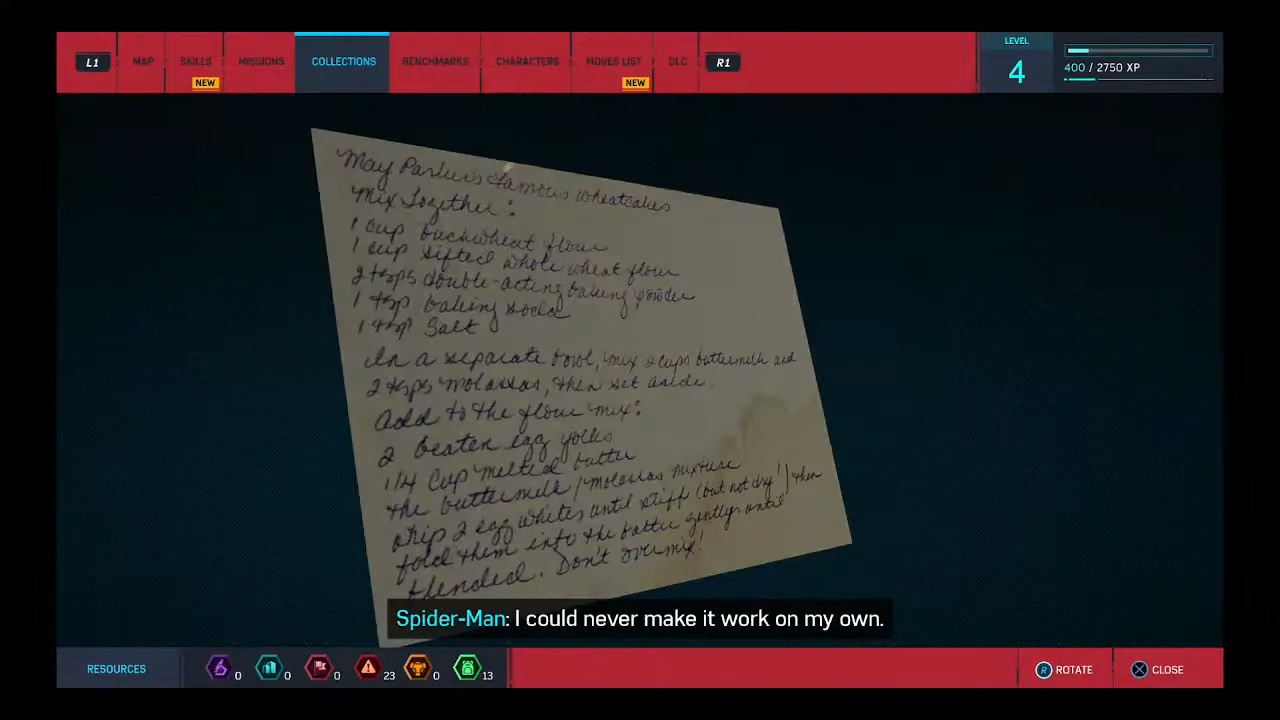 L1 MAP SKILLS MISSIONS COLLECTIONS BENCHMARKS CHARACTERS MOVES LIST DLC R1
NEW NEW
LEVEL
4
400 / 2750 XP
May Parker's Famous Wheatcakes
Mix Together:
1 cup buckwheat flour
1 cup sifted whole wheat flour
2 tsps double-acting baking powder
1 tsp baking soda
1 tsp salt
In a separate bowl, mix 2 cups buttermilk and
2 tsps molassas, then set aside.
Add to the flour mix:
2 beaten egg yolks
1/4 cup melted butter
the buttermilk/molassas mixture
whip 2 egg whites until stiff (but not dry!) then
fold them into the batter gently until
blended. Don't overmix!
Spider-Man: I could never make it work on my own.
RESOURCES 0 0 0 23 0 13
R ROTATE CLOSE